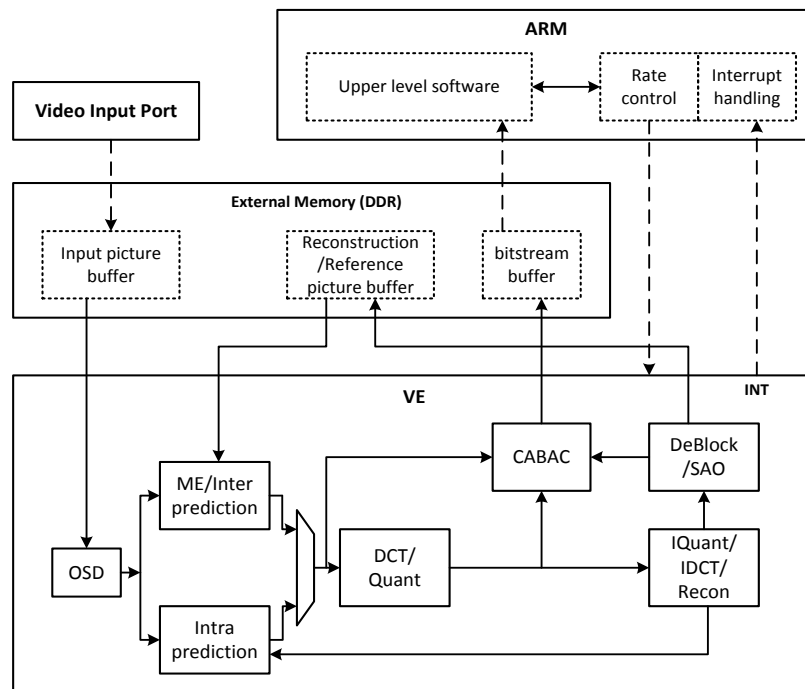 ARM
Upper level software
Rate
control
Interrupt
handling
Video Input Port
External Memory (DDR)
Input picture
buffer
Reconstruction
/Reference
picture buffer
bitstream
buffer
INT
VE
CABAC
DeBlock
/SAO
ME/Inter
prediction
OSD
DCT/
Quant
IQuant/
IDCT/
Recon
Intra
prediction